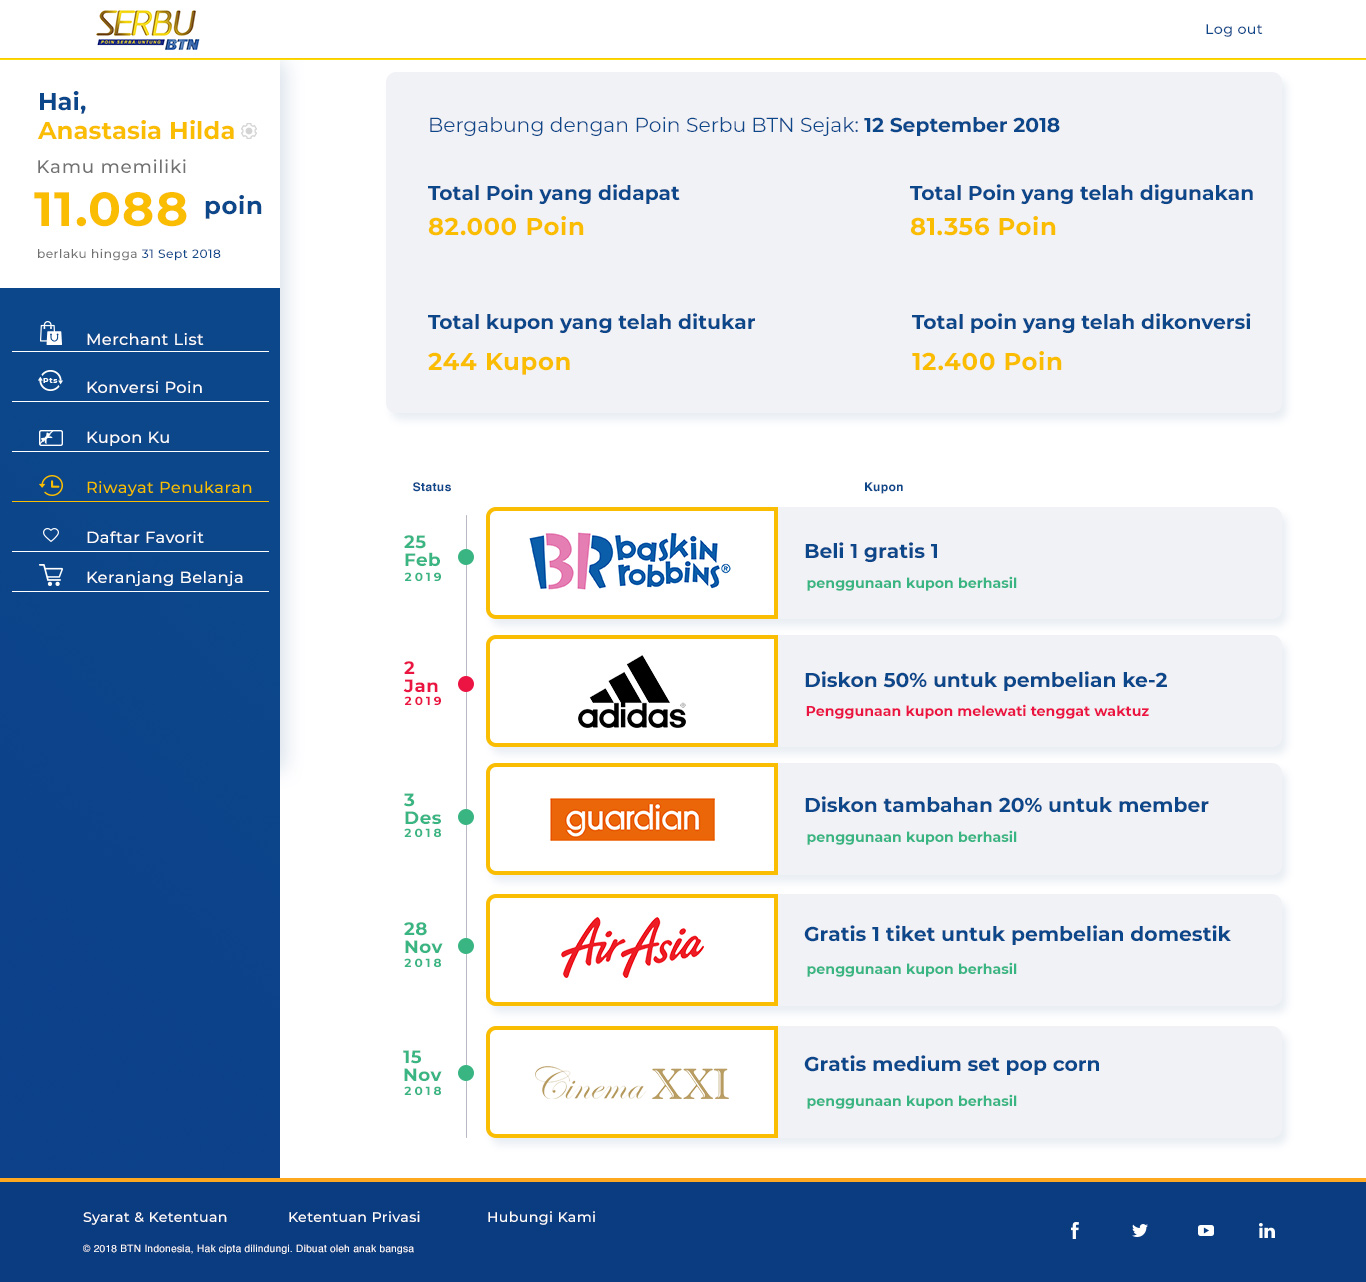 SERBU
POIN SERBA UNTUNG
BTN
Log out
Hai,
Anastasia Hilda
Kamu memiliki
11.088 poin
berlaku hingga 31 Sept 2018
Merchant List
Pts
Konversi Poin
Kupon Ku
Riwayat Penukaran
Daftar Favorit
Keranjang Belanja
Bergabung dengan Poin Serbu BTN Sejak: 12 September 2018
Total Poin yang didapat
82.000 Poin
Total Poin yang telah digunakan
81.356 Poin
Total kupon yang telah ditukar
244 Kupon
Total poin yang telah dikonversi
12.400 Poin
Status
Kupon
25
Feb
2019
BR baskin
robbins®
Beli 1 gratis 1
penggunaan kupon berhasil
2
Jan
2019
adidas®
Diskon 50% untuk pembelian ke-2
Penggunaan kupon melewati tenggat waktuz
3
Des
2018
guardian
Diskon tambahan 20% untuk member
penggunaan kupon berhasil
28
Nov
2018
AirAsia
Gratis 1 tiket untuk pembelian domestik
penggunaan kupon berhasil
15
Nov
2018
Cinema XXI
Gratis medium set pop corn
penggunaan kupon berhasil
Syarat & Ketentuan
Ketentuan Privasi
Hubungi Kami
© 2018 BTN Indonesia, Hak cipta dilindungi. Dibuat oleh anak bangsa